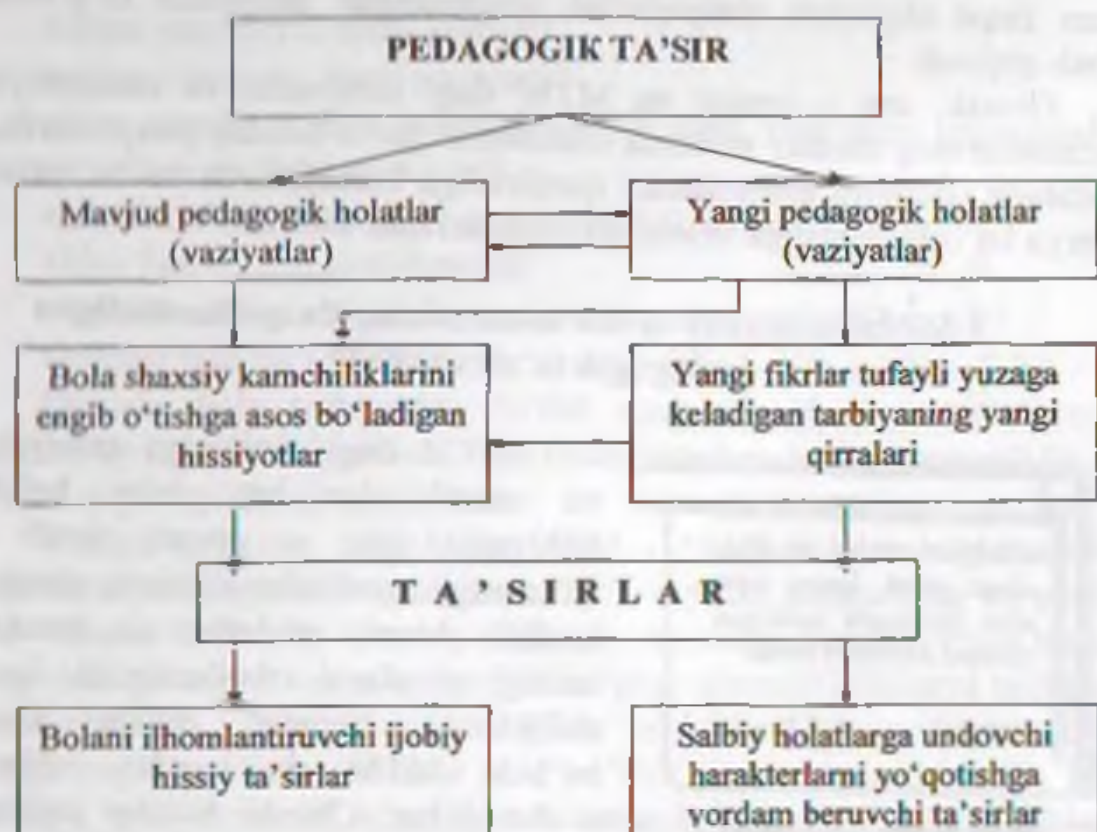 PEDAGOGIK TA’SIR
Mavjud pedagogik holatlar
(vaziyatlar)
Yangi pedagogik holatlar
(vaziyatlar)
Bola shaxsiy kamchiliklarini
engib o‘tishga asos bo‘ladigan
hissiyotlar
Yangi fikrlar tufayli yuzaga
keladigan tarbiyaning yangi
qirralari
T A ’ S I R L A R
Bolani ilhomlantiruvchi ijobiy
hissiy ta’sirlar
Salbiy holatlarga undovchi
harakterlarni yo‘qotishga
yordam beruvchi ta’sirlar